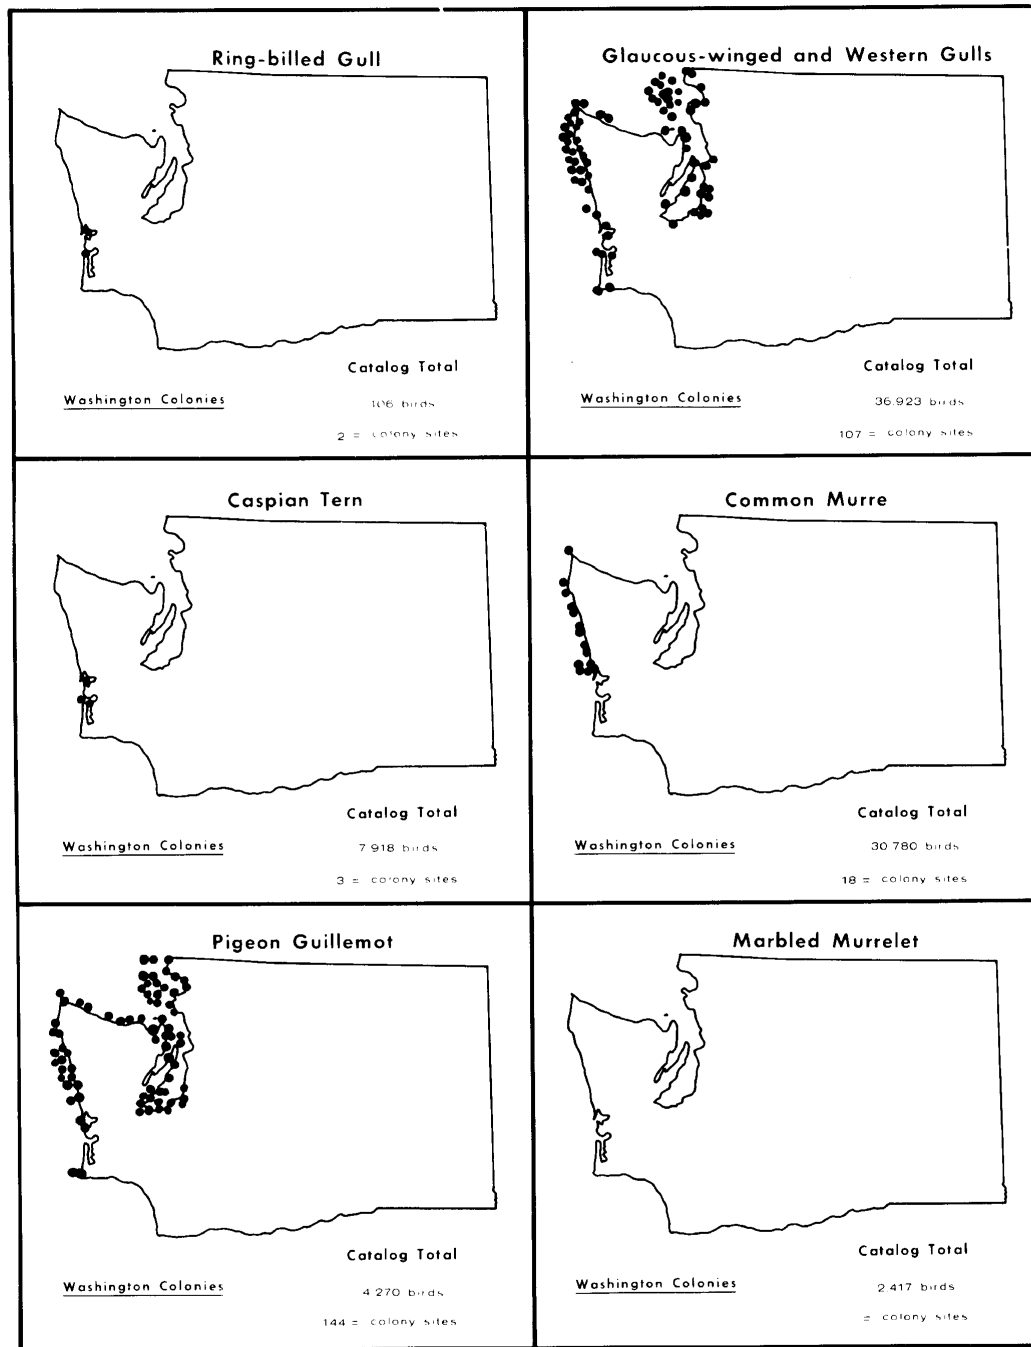 Ring-billed Gull
Catalog Total
Washington Colonies
106 birds
2 = colony sites
Glaucous-winged and Western Gulls
Catalog Total
Washington Colonies
36,923 birds
107 = colony sites
Caspian Tern
Catalog Total
Washington Colonies
7 918 birds
3 = colony sites
Common Murre
Catalog Total
Washington Colonies
30 780 birds
18 = colony sites
Pigeon Guillemot
Catalog Total
Washington Colonies
4 270 birds
144 = colony sites
Marbled Murrelet
Catalog Total
Washington Colonies
2,417 birds
= colony sites